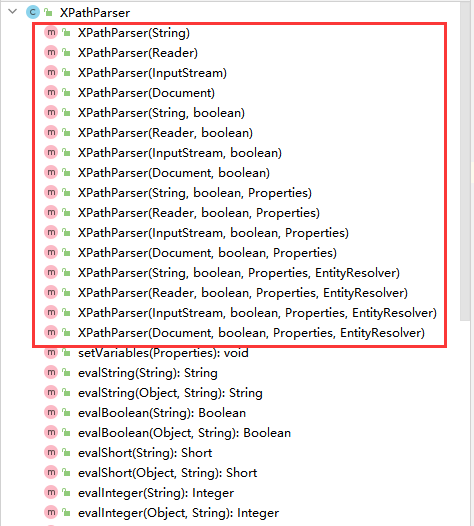 XPathParser
XPathParser(String)
XPathParser(Reader)
XPathParser(InputStream)
XPathParser(Document)
XPathParser(String, boolean)
XPathParser(Reader, boolean)
XPathParser(InputStream, boolean)
XPathParser(Document, boolean)
XPathParser(String, boolean, Properties)
XPathParser(Reader, boolean, Properties)
XPathParser(InputStream, boolean, Properties)
XPathParser(Document, boolean, Properties)
XPathParser(String, boolean, Properties, EntityResolver)
XPathParser(Reader, boolean, Properties, EntityResolver)
XPathParser(InputStream, boolean, Properties, EntityResolver)
XPathParser(Document, boolean, Properties, EntityResolver)
setVariables(Properties): void
evalString(String): String
evalString(Object, String): String
evalBoolean(String): Boolean
evalBoolean(Object, String): Boolean
evalShort(String): Short
evalShort(Object, String): Short
evalInteger(String): Integer
evalInteger(Object, String): Integer